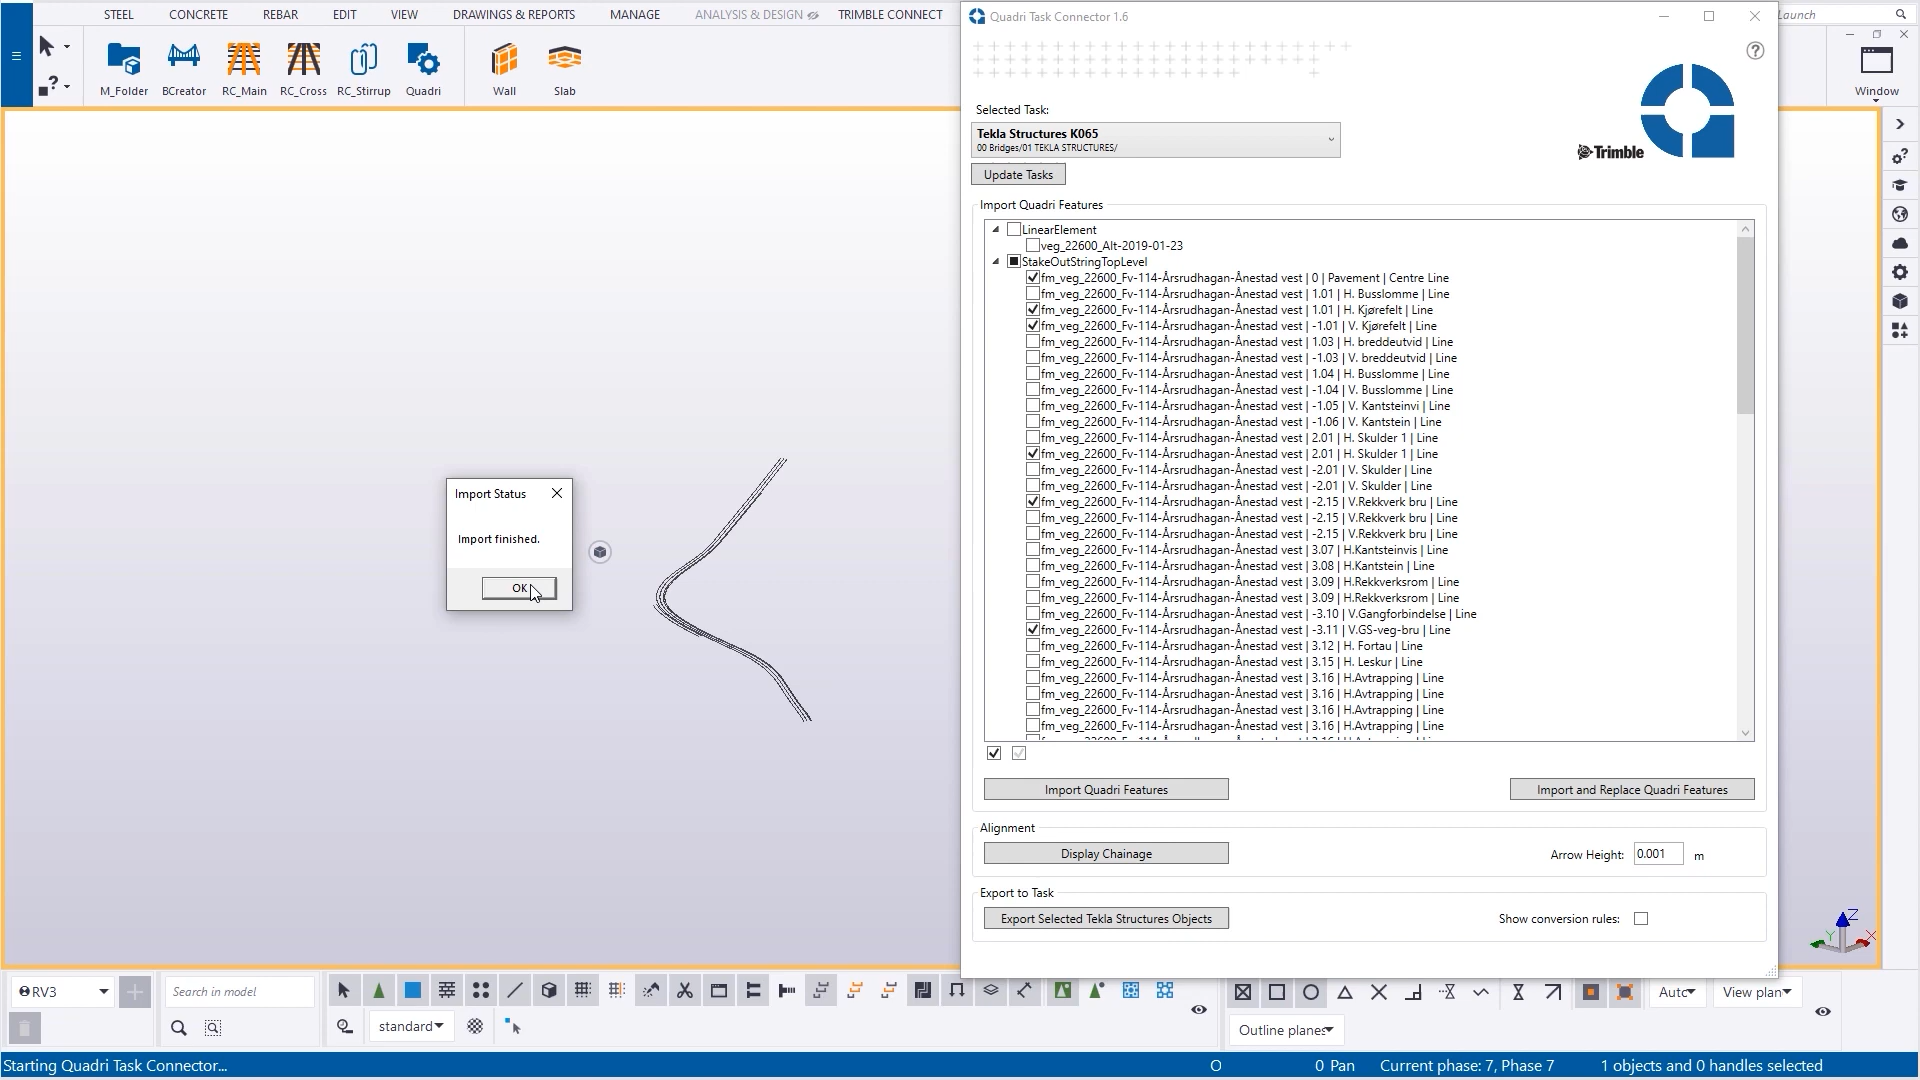 STEEL CONCRETE REBAR EDIT VIEW DRAWINGS & REPORTS MANAGE ANALYSIS & DESIGN TRIMBLE CONNECT
Quadri Task Connector 1.6
Launch
M_Folder BCreator RC_Main RC_Cross RC_Stirrup Quadri Wall Slab
Window
Selected Task:
Tekla Structures K065
00 Bridges/01 TEKLA STRUCTURES/
Trimble
Update Tasks
Import Quadri Features
LinearElement
veg_22600_Alt-2019-01-23
StakeOutStringTopLevel
fm_veg_22600_Fv-114-Årsrudhagan-Ånestad vest | 0 | Pavement | Centre Line
fm_veg_22600_Fv-114-Årsrudhagan-Ånestad vest | 1.01 | H. Busslomme | Line
fm_veg_22600_Fv-114-Årsrudhagan-Ånestad vest | 1.01 | H. Kjørefelt | Line
fm_veg_22600_Fv-114-Årsrudhagan-Ånestad vest | -1.01 | V. Kjørefelt | Line
fm_veg_22600_Fv-114-Årsrudhagan-Ånestad vest | 1.03 | H. breddeutvid | Line
fm_veg_22600_Fv-114-Årsrudhagan-Ånestad vest | -1.03 | V. breddeutvid | Line
fm_veg_22600_Fv-114-Årsrudhagan-Ånestad vest | 1.04 | H. Busslomme | Line
fm_veg_22600_Fv-114-Årsrudhagan-Ånestad vest | -1.04 | V. Busslomme | Line
fm_veg_22600_Fv-114-Årsrudhagan-Ånestad vest | -1.05 | V. Kantsteinvi | Line
fm_veg_22600_Fv-114-Årsrudhagan-Ånestad vest | -1.06 | V. Kantstein | Line
fm_veg_22600_Fv-114-Årsrudhagan-Ånestad vest | 2.01 | H. Skulder 1 | Line
fm_veg_22600_Fv-114-Årsrudhagan-Ånestad vest | 2.01 | H. Skulder 1 | Line
fm_veg_22600_Fv-114-Årsrudhagan-Ånestad vest | -2.01 | V. Skulder | Line
fm_veg_22600_Fv-114-Årsrudhagan-Ånestad vest | -2.01 | V. Skulder | Line
fm_veg_22600_Fv-114-Årsrudhagan-Ånestad vest | -2.15 | V.Rekkverk bru | Line
fm_veg_22600_Fv-114-Årsrudhagan-Ånestad vest | -2.15 | V.Rekkverk bru | Line
fm_veg_22600_Fv-114-Årsrudhagan-Ånestad vest | -2.15 | V.Rekkverk bru | Line
fm_veg_22600_Fv-114-Årsrudhagan-Ånestad vest | 3.07 | H.Kantsteinvis | Line
fm_veg_22600_Fv-114-Årsrudhagan-Ånestad vest | 3.08 | H.Kantstein | Line
fm_veg_22600_Fv-114-Årsrudhagan-Ånestad vest | 3.09 | H.Rekkverksrom | Line
fm_veg_22600_Fv-114-Årsrudhagan-Ånestad vest | 3.09 | H.Rekkverksrom | Line
fm_veg_22600_Fv-114-Årsrudhagan-Ånestad vest | -3.10 | V.Gangforbindelse | Line
fm_veg_22600_Fv-114-Årsrudhagan-Ånestad vest | -3.11 | V.GS-veg-bru | Line
fm_veg_22600_Fv-114-Årsrudhagan-Ånestad vest | 3.12 | H. Fortau | Line
fm_veg_22600_Fv-114-Årsrudhagan-Ånestad vest | 3.15 | H. Leskur | Line
fm_veg_22600_Fv-114-Årsrudhagan-Ånestad vest | 3.16 | H.Avtrapping | Line
fm_veg_22600_Fv-114-Årsrudhagan-Ånestad vest | 3.16 | H.Avtrapping | Line
fm_veg_22600_Fv-114-Årsrudhagan-Ånestad vest | 3.16 | H.Avtrapping | Line
fm_veg_22600_Fv-114-Årsrudhagan-Ånestad vest | 3.16 | H.Avtrapping | Line
Import Status
Import finished.
OK
Import Quadri Features
Import and Replace Quadri Features
Alignment
Display Chainage
Arrow Height: 0.001 m
Export to Task
Export Selected Tekla Structures Objects
Show conversion rules:
Z
Y X
RV3
Search in model
standard
Auto
View plan
Outline planes
Starting Quadri Task Connector...
O 0 Pan Current phase: 7, Phase 7 1 objects and 0 handles selected